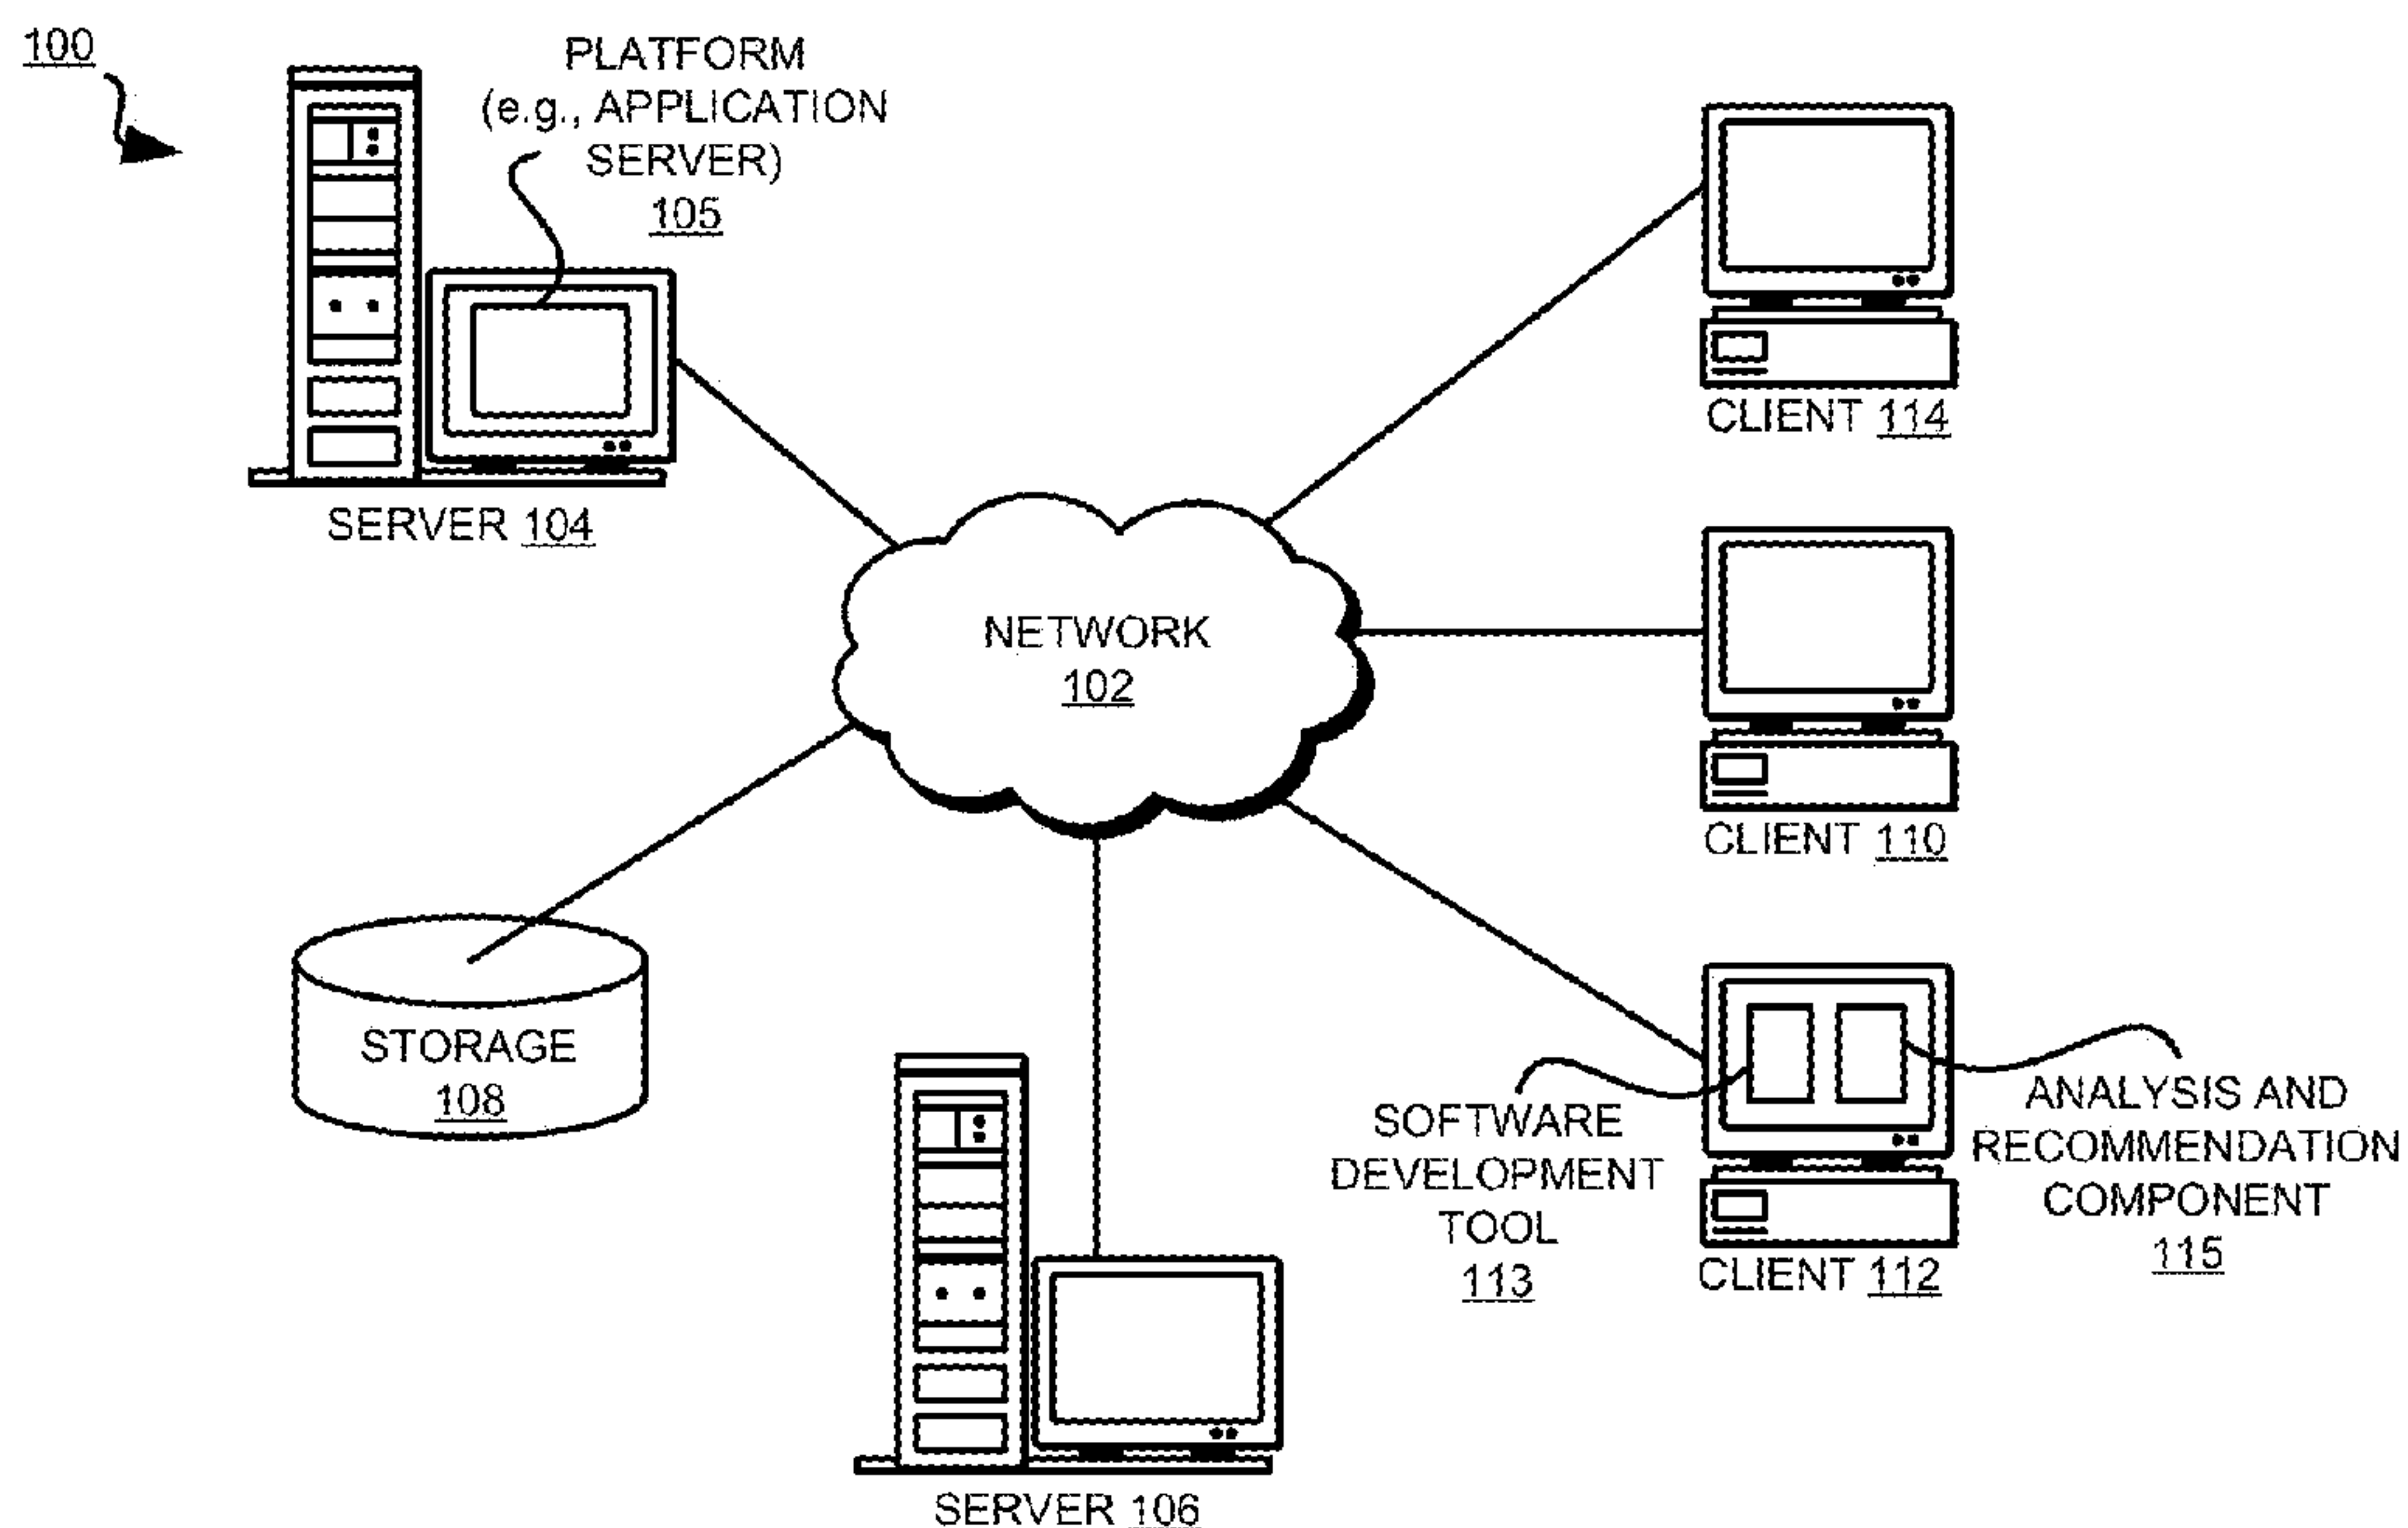 100
PLATFORM
(e.g., APPLICATION
SERVER)
105
SERVER 104
CLIENT 114
NETWORK
102
CLIENT 110
STORAGE
108
SOFTWARE
DEVELOPMENT
TOOL
113
CLIENT 112
ANALYSIS AND
RECOMMENDATION
COMPONENT
115
SERVER 106